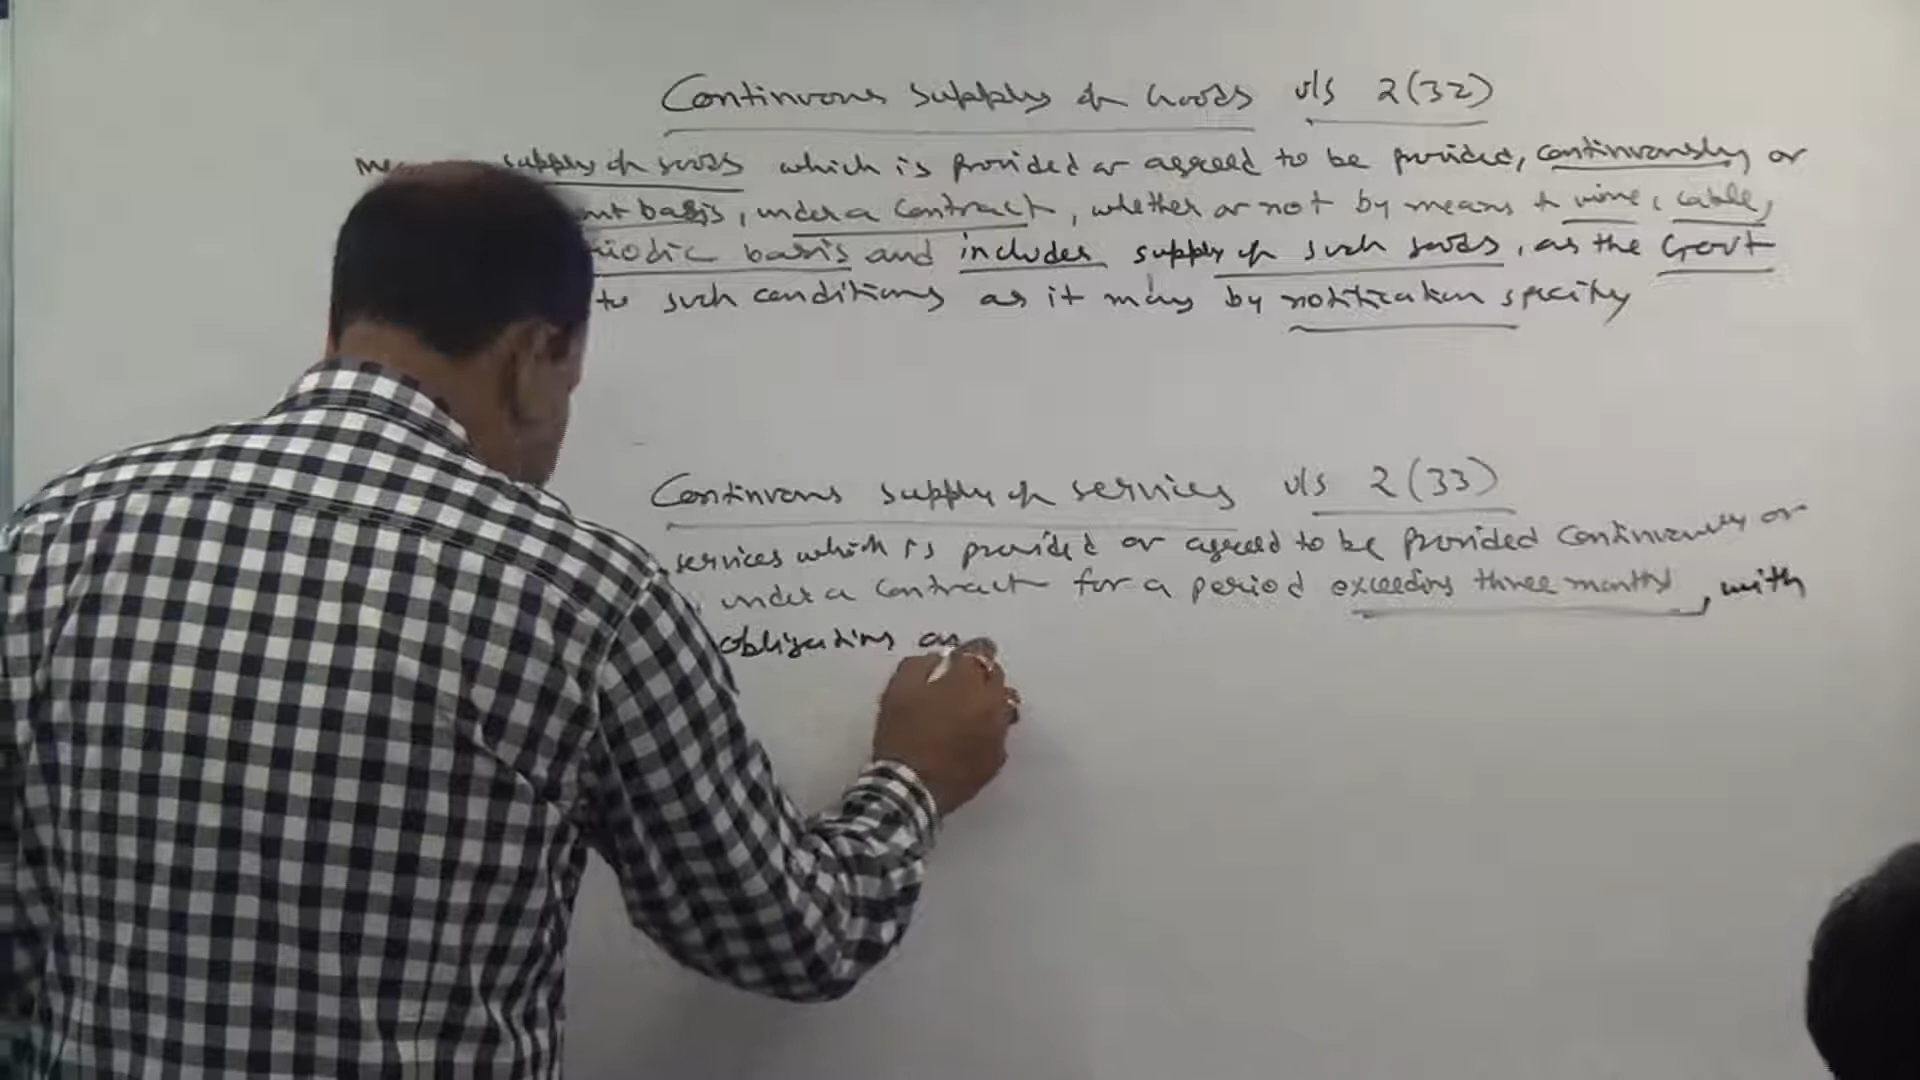 Continuous supply of Goods u/s 2(32)
supply of goods which is provided or agreed to be provided, continuously or
basis, under a contract, whether or not by means of wire, cable,
riodic basis and includes supply of such goods, as the Govt
to such conditions as it may by notification specify
Continuous supply of services u/s 2(33)
services which is provided or agreed to be provided continuously or
under a contract for a period exceeding three months, with
obligations